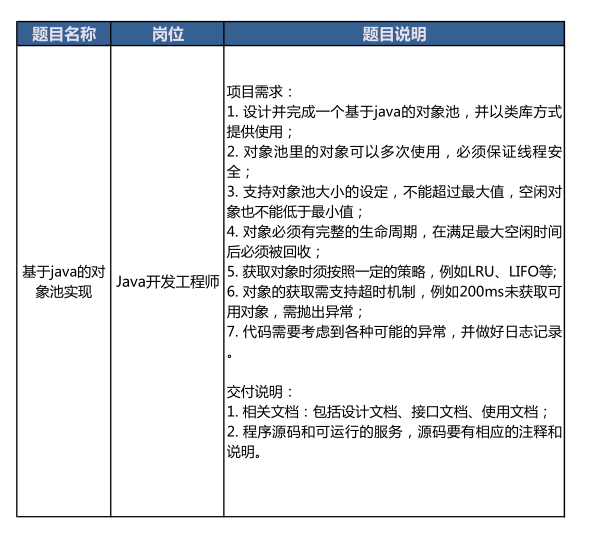 题目名称 岗位 题目说明
项目需求：
1. 设计并完成一个基于java的对象池，并以类库方式
提供使用；
2. 对象池里的对象可以多次使用，必须保证线程安
全；
3. 支持对象池大小的设定，不能超过最大值，空闲对
象也不能低于最小值；
4. 对象必须有完整的生命周期，在满足最大空闲时间
后必须被回收；
基于java的对
象池实现
Java开发工程师
5. 获取对象时须按照一定的策略，例如LRU、LIFO等;
6. 对象的获取需支持超时机制，例如200ms未获取可
用对象，需抛出异常；
7. 代码需要考虑到各种可能的异常，并做好日志记录
。
交付说明：
1. 相关文档：包括设计文档、接口文档、使用文档；
2. 程序源码和可运行的服务，源码要有相应的注释和
说明。